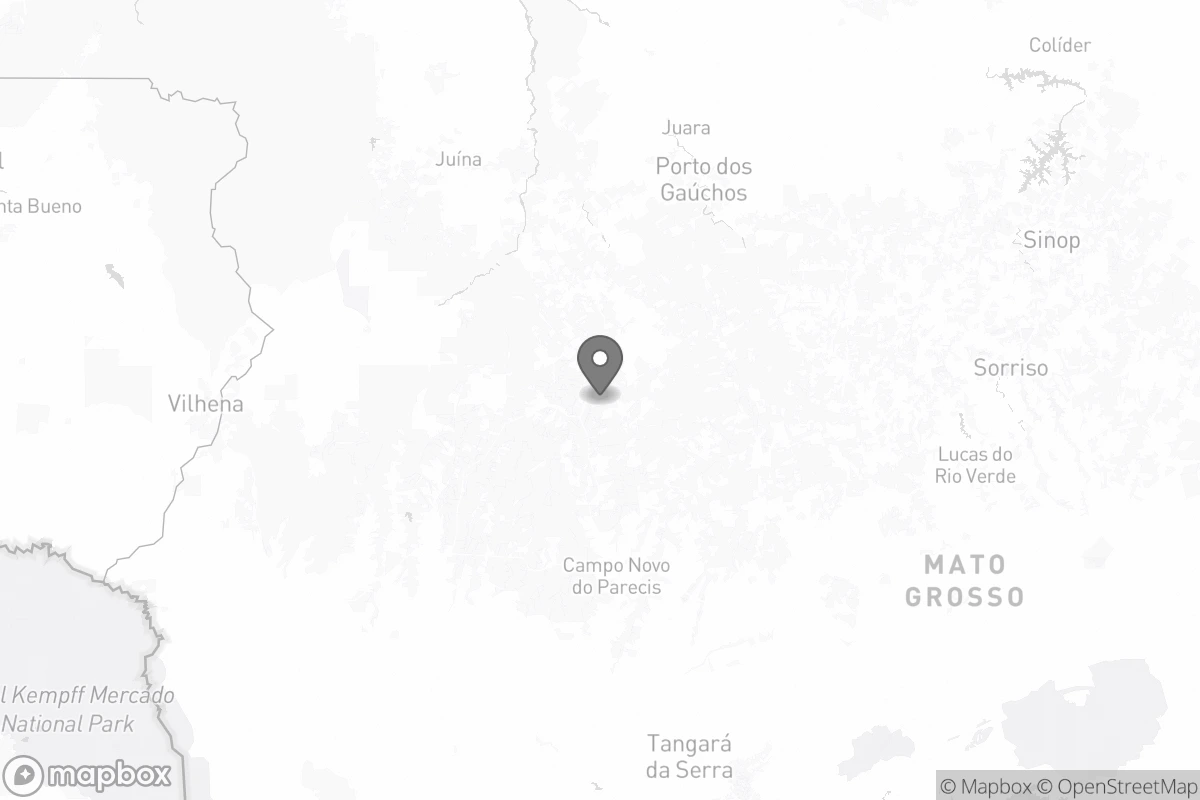 Colíder
Juara
Juína
Porto dos
Gaúchos
l
nta Bueno
Sinop
Sorriso
Vilhena
Lucas do
Rio Verde
Campo Novo
do Parecis
MATO
GROSSO
l Kempff Mercado
National Park
Tangará
da Serra
mapbox
© Mapbox © OpenStreetMap